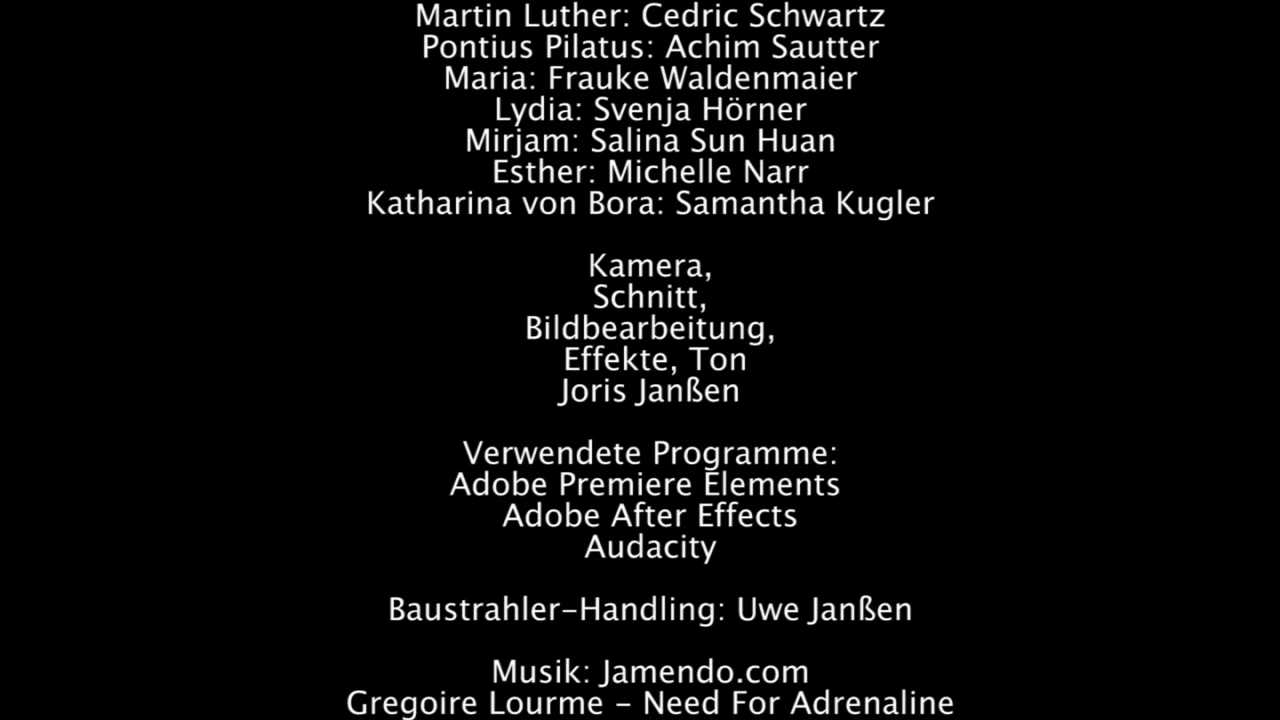 Martin Luther: Cedric Schwartz
Pontius Pilatus: Achim Sautter
Maria: Frauke Waldenmaier
Lydia: Svenja Hörner
Mirjam: Salina Sun Huan
Esther: Michelle Narr
Katharina von Bora: Samantha Kugler
Kamera,
Schnitt,
Bildbearbeitung,
Effekte, Ton
Joris Janßen
Verwendete Programme:
Adobe Premiere Elements
Adobe After Effects
Audacity
Baustrahler-Handling: Uwe Janßen
Musik: Jamendo.com
Gregoire Lourme - Need For Adrenaline